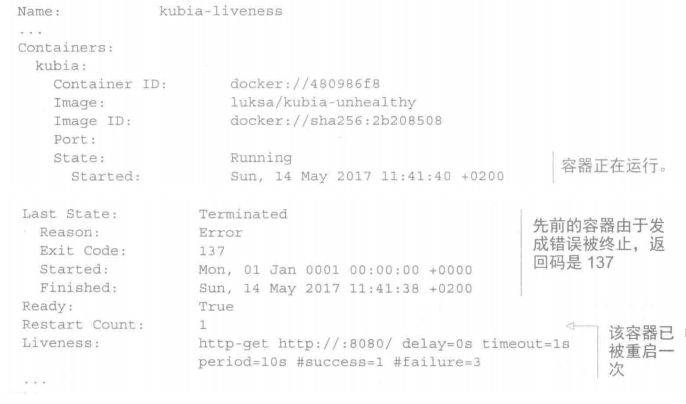 Name: kubia-liveness
...
Containers:
kubia:
Container ID: docker://480986f8
Image: luksa/kubia-unhealthy
Image ID: docker://sha256:2b208508
Port:
State: Running
容器正在运行。
Started: Sun, 14 May 2017 11:41:40 +0200
Last State: Terminated
Reason: Error
Exit Code: 137
Started: Mon, 01 Jan 0001 00:00:00 +0000
Finished: Sun, 14 May 2017 11:41:38 +0200
先前的容器由于发
成错误被终止，返
回码是 137
Ready: True
Restart Count: 1
Liveness: http-get http://:8080/ delay=0s timeout=1s
period=10s #success=1 #failure=3
该容器已
被重启一
次
...